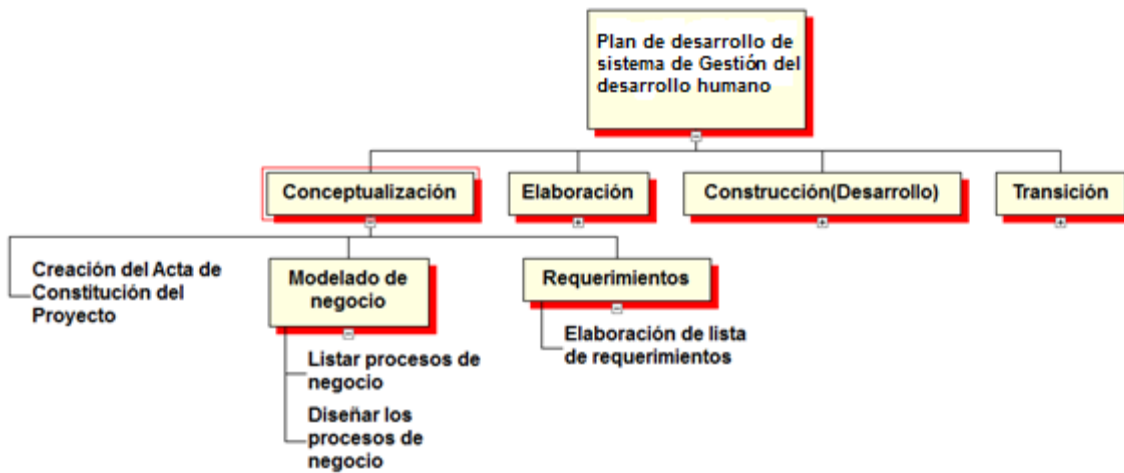 Plan de desarrollo de
sistema de Gestión del
desarrollo humano
Conceptualización
Elaboración
Construcción(Desarrollo)
Transición
Creación del Acta de
Constitución del
Proyecto
Modelado de
negocio
Requerimientos
Listar procesos de
negocio
Diseñar los
procesos de
negocio
Elaboración de lista
de requerimientos